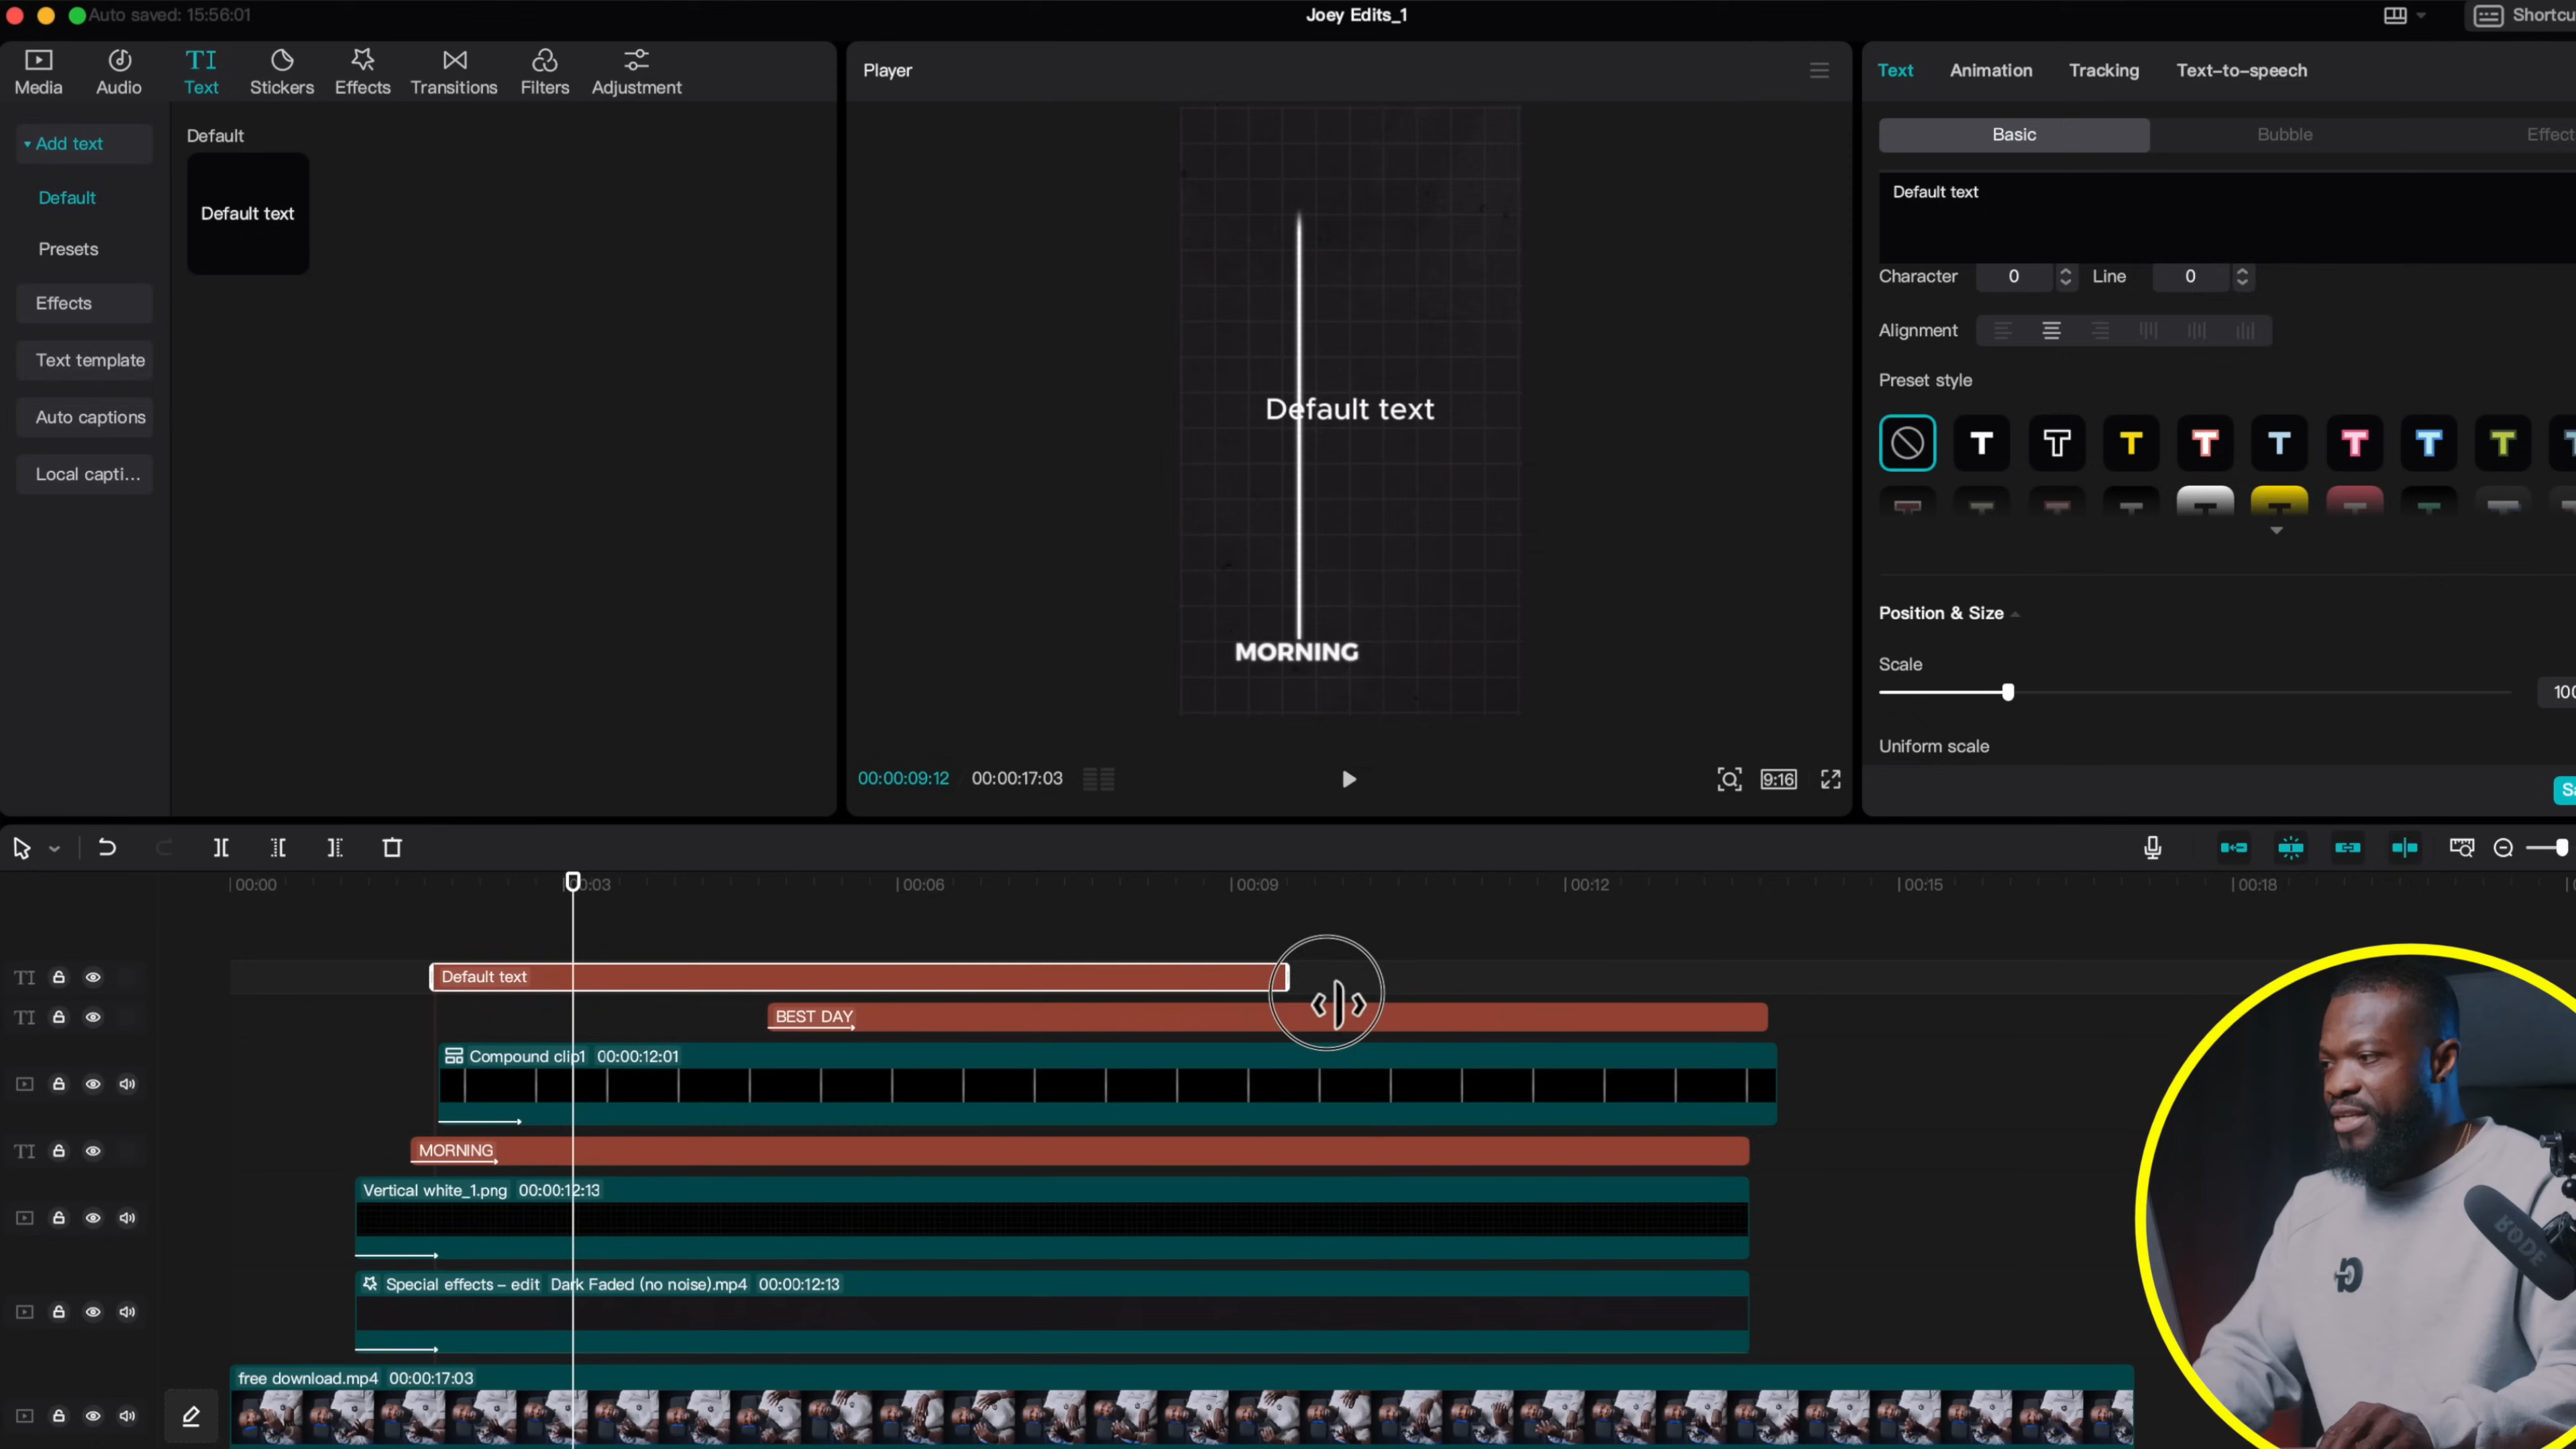 Auto saved: 15:56:01
Joey Edits_1
Media
Audio
TI
Text
Stickers
Effects
Transitions
Filters
Adjustment
Add text
Default
Presets
Effects
Text template
Auto captions
Local capti...
Default
Default text
Player
Default text
MORNING
00:00:09:12
00:00:17:03
9:16
Text
Animation
Tracking
Text-to-speech
Basic
Bubble
Default text
Character
0
Line
0
Alignment
Preset style
T T T T T T T T
Position & Size
Scale
100
Uniform scale
00:00
00:03
00:06
00:09
00:12
00:15
00:18
TI
Default text
TI
BEST DAY
Compound clip1 00:00:12:01
TI
MORNING
Vertical white_1.png 00:00:12:13
Special effects – edit Dark Faded (no noise).mp4 00:00:12:13
free download.mp4 00:00:17:03
RØDE